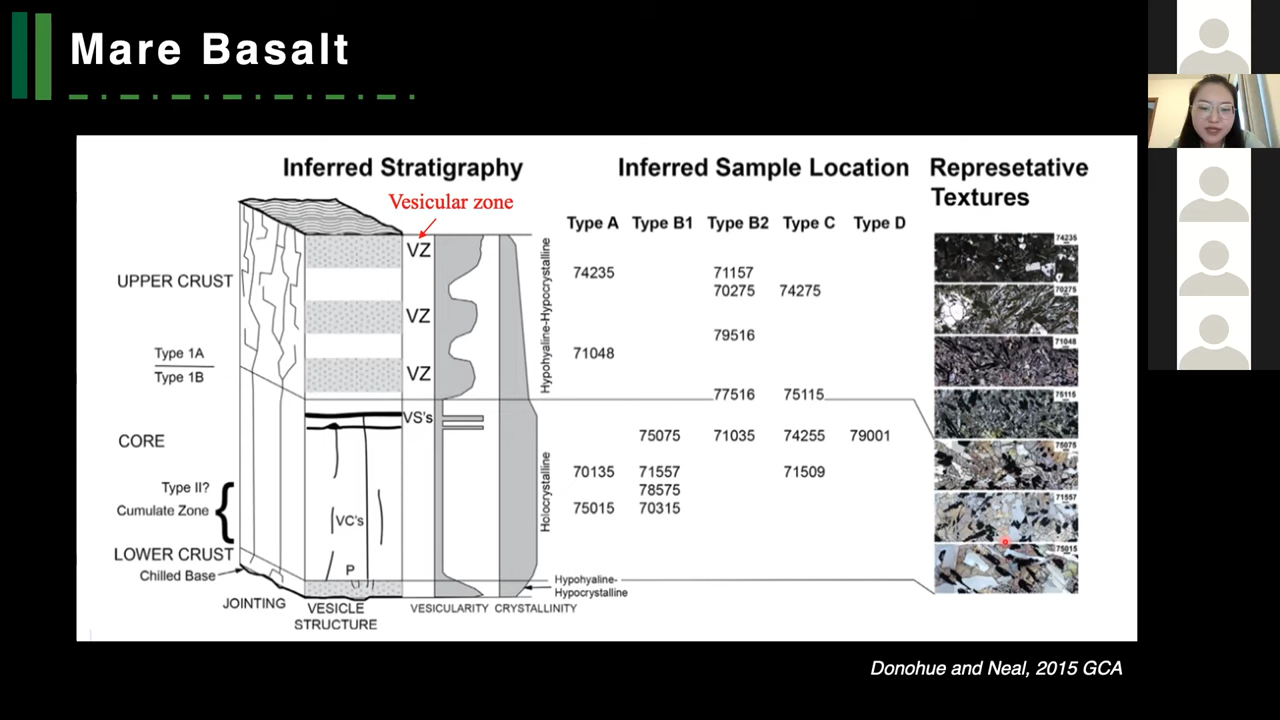 Mare Basalt
Inferred Stratigraphy
Inferred Sample Location
Represetative
Textures
Vesicular zone
Type A Type B1 Type B2 Type C Type D
UPPER CRUST
Type 1A
Type 1B
CORE
Type II?
Cumulate Zone
LOWER CRUST
Chilled Base
JOINTING
VZ
VZ
VZ
VS's
VC's
P
VESICLE
STRUCTURE
VESICULARITY
CRYSTALLINITY
Hypohyaline-Hypocrystalline
Holocrystalline
Hypohyaline-
Hypocrystalline
74235 71157
70275 74275
79516
71048
77516 75115
75075 71035 74255 79001
70135 71557 71509
78575
75015 70315
74235
70275
71048
75115
75075
71557
75015
Donohue and Neal, 2015 GCA